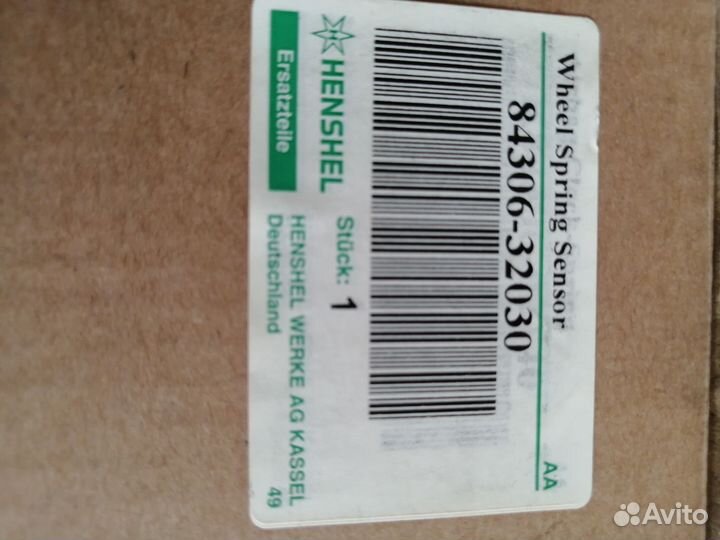 Wheel Spring Sensor
AA
84306-32030
HENSHEL
Ersatzteile
Stück: 1
HENSHEL WERKE AG KASSEL
Deutschland
49
Avito